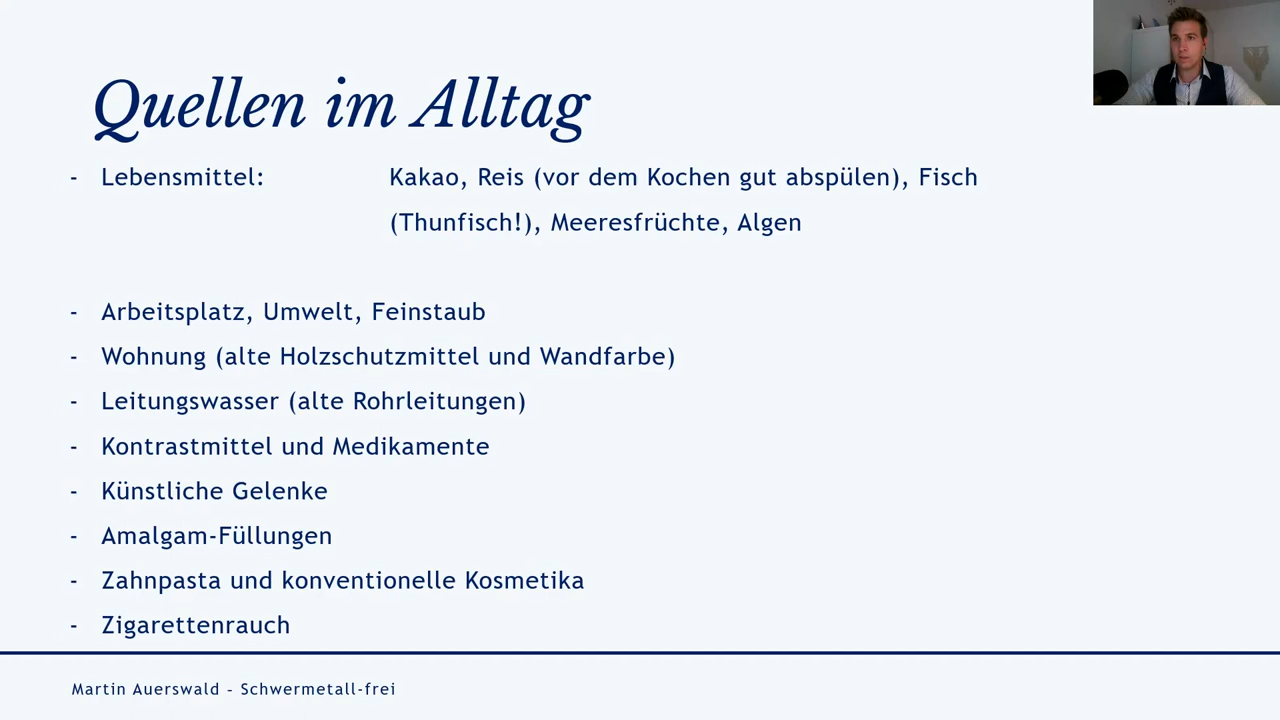 Quellen im Alltag
- Lebensmittel: Kakao, Reis (vor dem Kochen gut abspülen), Fisch
(Thunfisch!), Meeresfrüchte, Algen
- Arbeitsplatz, Umwelt, Feinstaub
- Wohnung (alte Holzschutzmittel und Wandfarbe)
- Leitungswasser (alte Rohrleitungen)
- Kontrastmittel und Medikamente
- Künstliche Gelenke
- Amalgam-Füllungen
- Zahnpasta und konventionelle Kosmetika
- Zigarettenrauch
Martin Auerswald - Schwermetall-frei